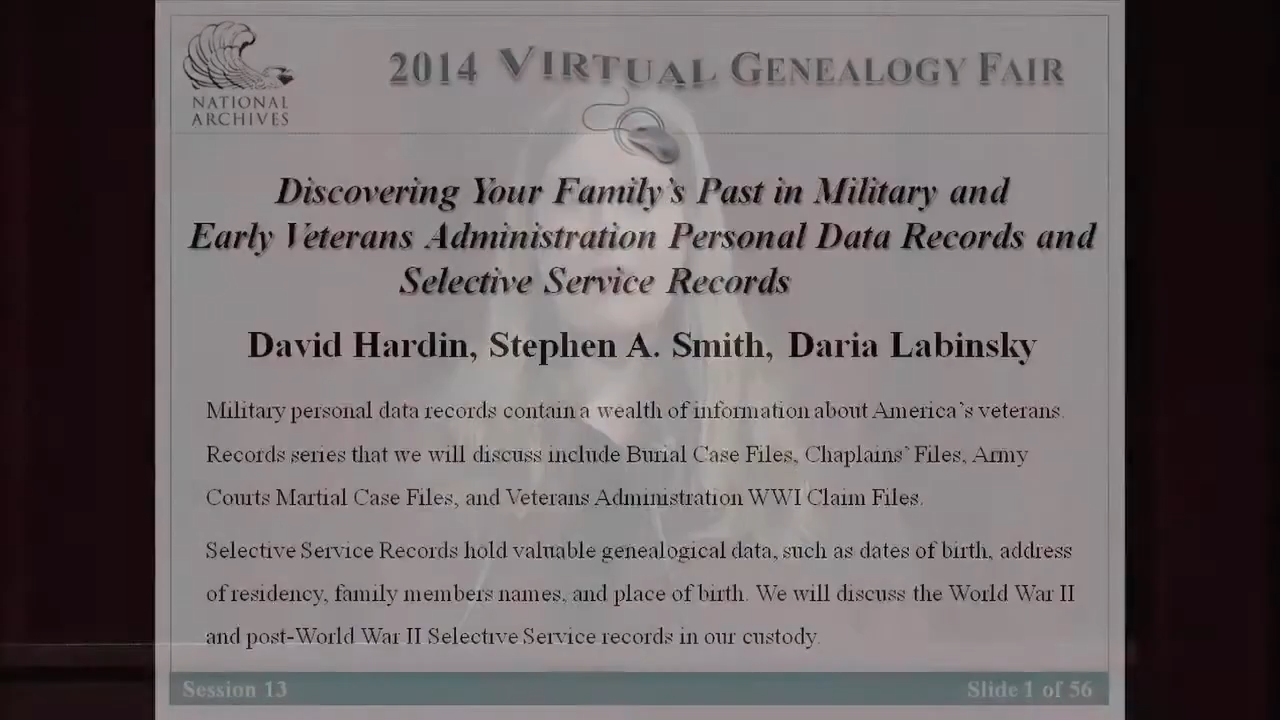 NATIONAL
ARCHIVES
2014 VIRTUAL GENEALOGY FAIR
Discovering Your Family's Past in Military and
Early Veterans Administration Personal Data Records and
Selective Service Records
David Hardin, Stephen A. Smith, Daria Labinsky
Military personal data records contain a wealth of information about America's veterans.
Records series that we will discuss include Burial Case Files, Chaplains' Files, Army
Courts Martial Case Files, and Veterans Administration WWI Claim Files.
Selective Service Records hold valuable genealogical data, such as dates of birth, address
of residency, family members names, and place of birth. We will discuss the World War II
and post-World War II Selective Service records in our custody.
Session 13
Slide 1 of 56